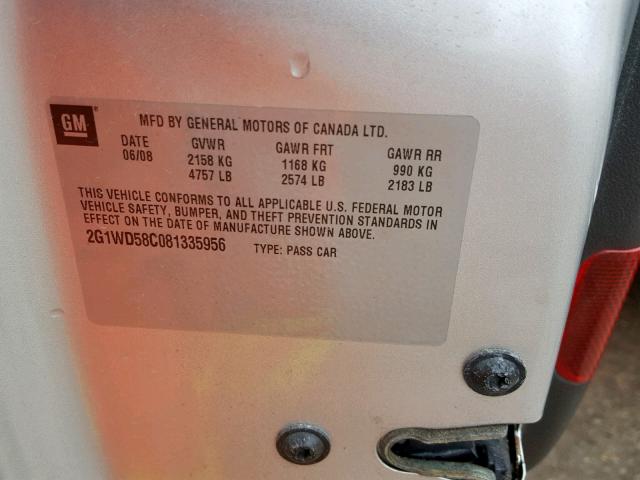 GM
MFD BY GENERAL MOTORS OF CANADA LTD.
DATE GVWR GAWR FRT GAWR RR
06/08 2158 KG 1168 KG 990 KG
4757 LB 2574 LB 2183 LB
THIS VEHICLE CONFORMS TO ALL APPLICABLE U.S. FEDERAL MOTOR
VEHICLE SAFETY, BUMPER, AND THEFT PREVENTION STANDARDS IN
EFFECT ON THE DATE OF MANUFACTURE SHOWN ABOVE.
2G1WD58C081335956 TYPE: PASS CAR